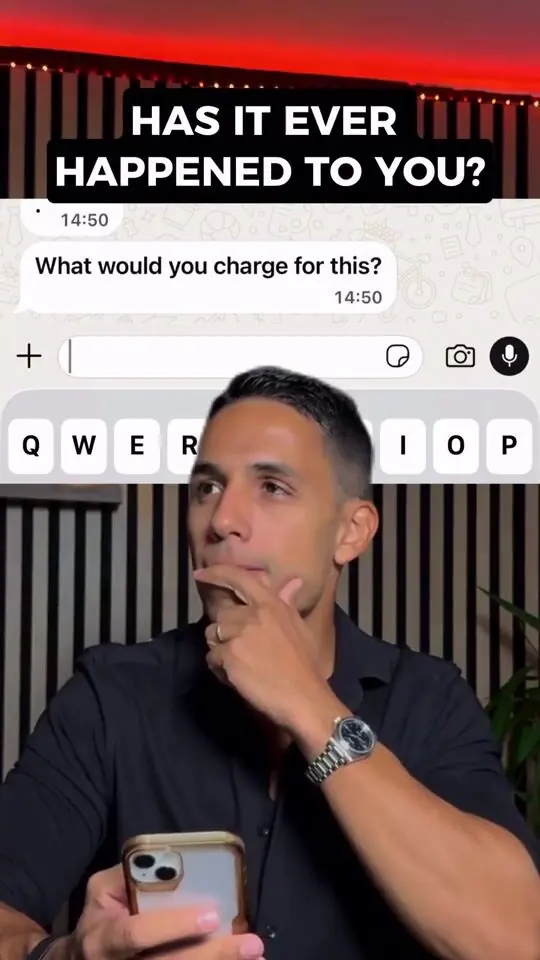 HAS IT EVER
HAPPENED TO YOU?
14:50
What would you charge for this?
14:50
Q W E R I O P